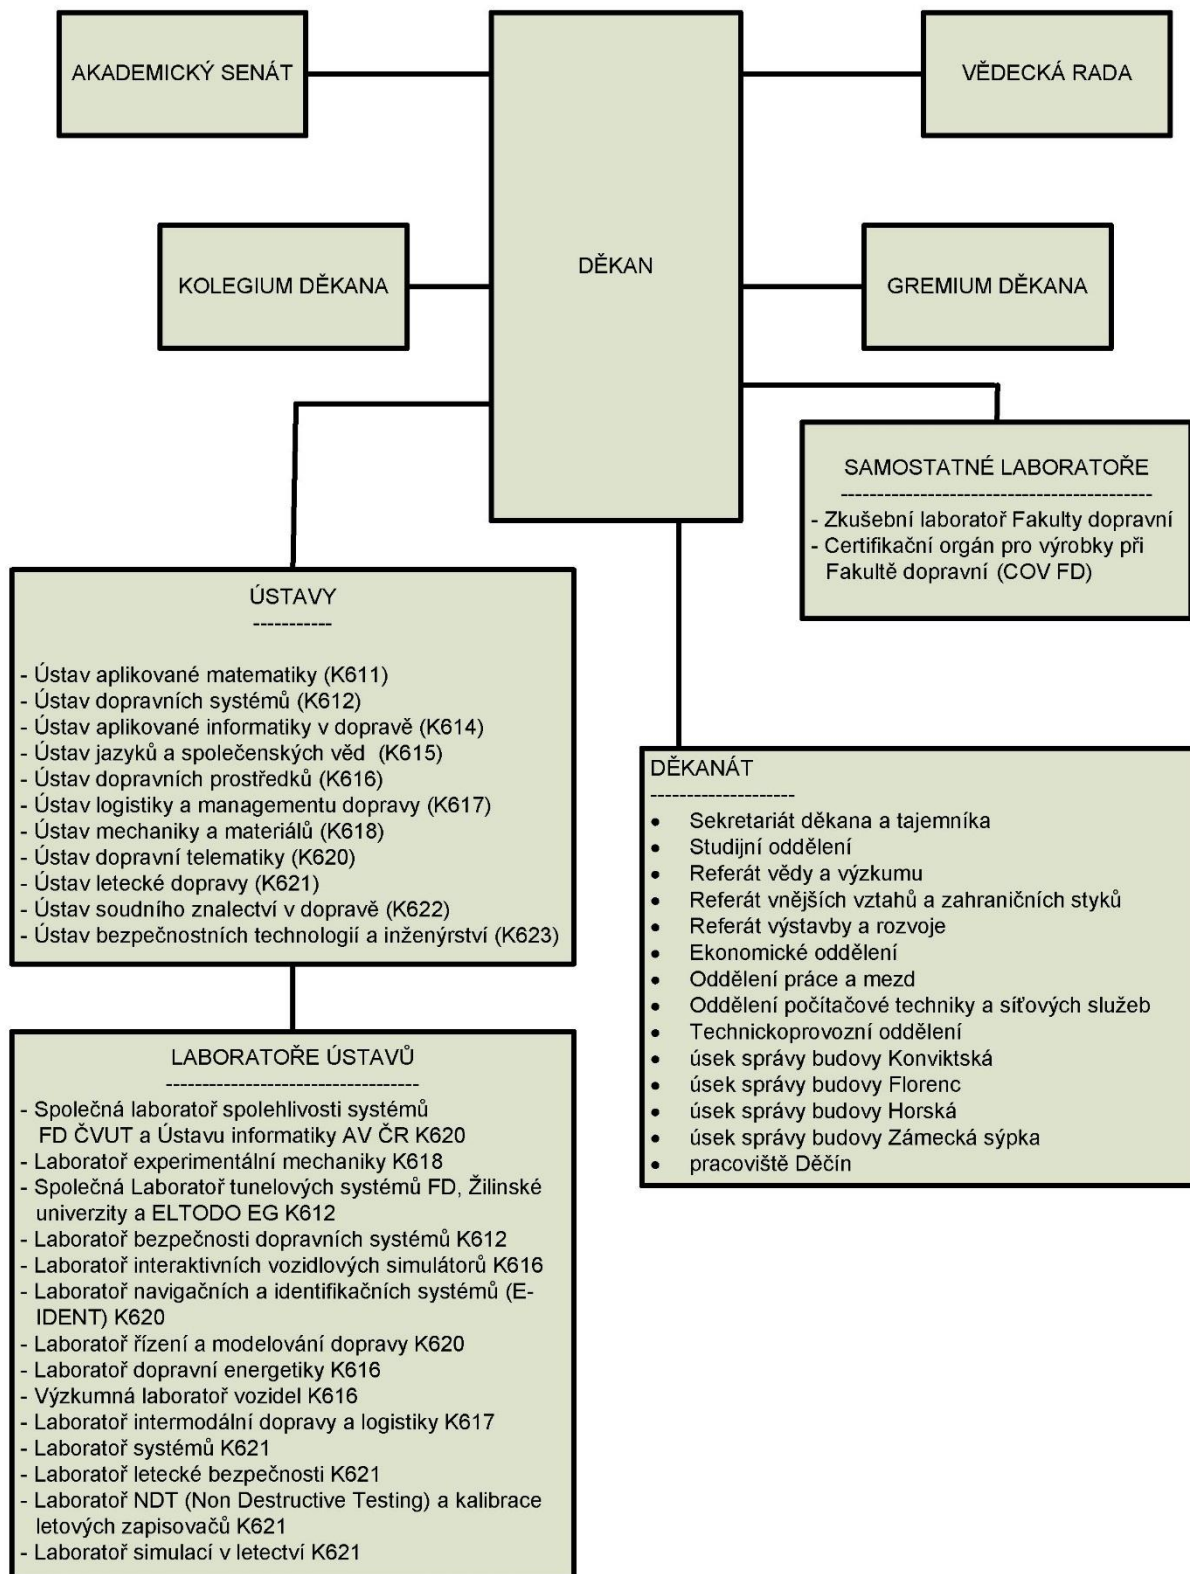 AKADEMICKÝ SENÁT
VĚDECKÁ RADA
KOLEGIUM DĚKANA
DĚKAN
GREMIUM DĚKANA
SAMOSTATNÉ LABORATOŘE
-------------------------------------------
- Zkušební laboratoř Fakulty dopravní
- Certifikační orgán pro výrobky při
Fakultě dopravní (COV FD)
ÚSTAVY
-----------
- Ústav aplikované matematiky (K611)
- Ústav dopravních systémů (K612)
- Ústav aplikované informatiky v dopravě (K614)
- Ústav jazyků a společenských věd (K615)
- Ústav dopravních prostředků (K616)
- Ústav logistiky a managementu dopravy (K617)
- Ústav mechaniky a materiálů (K618)
- Ústav dopravní telematiky (K620)
- Ústav letecké dopravy (K621)
- Ústav soudního znalectví v dopravě (K622)
- Ústav bezpečnostních technologií a inženýrství (K623)
DĚKANÁT
--------------------
• Sekretariát děkana a tajemníka
• Studijní oddělení
• Referát vědy a výzkumu
• Referát vnějších vztahů a zahraničních styků
• Referát výstavby a rozvoje
• Ekonomické oddělení
• Oddělení práce a mezd
• Oddělení počítačové techniky a síťových služeb
• Technickoprovozní oddělení
• úsek správy budovy Konviktská
• úsek správy budovy Florenc
• úsek správy budovy Horská
• úsek správy budovy Zámecká sýpka
• pracoviště Děčín
LABORATOŘE ÚSTAVŮ
-----------------------------------
- Společná laboratoř spolehlivosti systémů
FD ČVUT a Ústavu informatiky AV ČR K620
- Laboratoř experimentální mechaniky K618
- Společná Laboratoř tunelových systémů FD, Žilinské
univerzity a ELTODO EG K612
- Laboratoř bezpečnosti dopravních systémů K612
- Laboratoř interaktivních vozidlových simulátorů K616
- Laboratoř navigačních a identifikačních systémů (E-
IDENT) K620
- Laboratoř řízení a modelování dopravy K620
- Laboratoř dopravní energetiky K616
- Výzkumná laboratoř vozidel K616
- Laboratoř intermodální dopravy a logistiky K617
- Laboratoř systémů K621
- Laboratoř letecké bezpečnosti K621
- Laboratoř NDT (Non Destructive Testing) a kalibrace
letových zapisovačů K621
- Laboratoř simulací v letectví K621